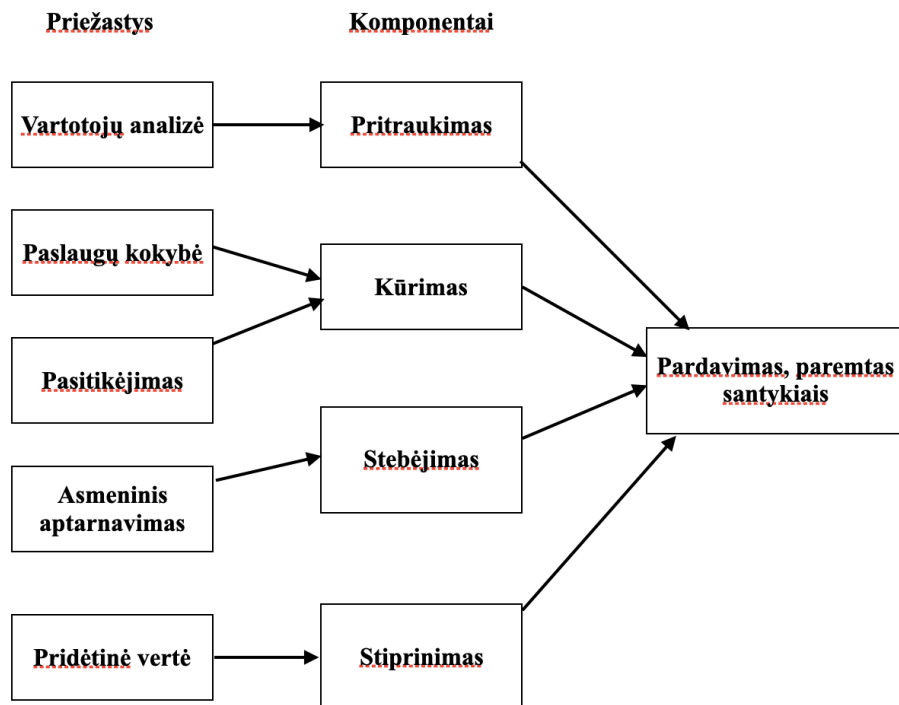 Priežastys
Komponentai
Vartotojų analizė
Pritraukimas
Paslaugų kokybė
Kūrimas
Pasitikėjimas
Pardavimas, paremtas
santykiais
Stebėjimas
Asmeninis
aptarnavimas
Pridėtinė vertė
Stiprinimas